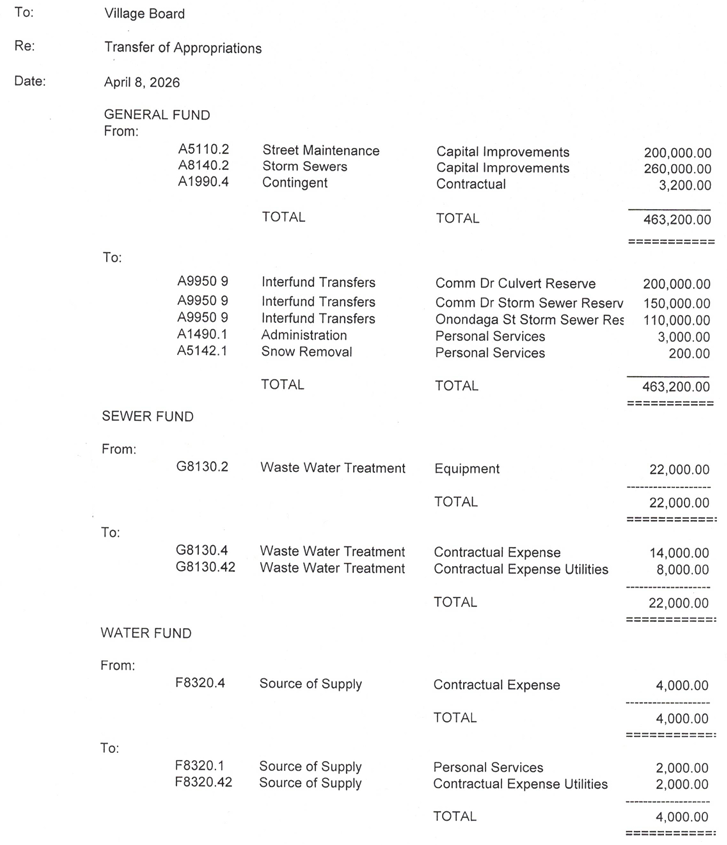 To: Village Board
Re: Transfer of Appropriations
Date: April 8, 2026
GENERAL FUND
From:
A5110.2 Street Maintenance Capital Improvements 200,000.00
A8140.2 Storm Sewers Capital Improvements 260,000.00
A1990.4 Contingent Contractual 3,200.00
TOTAL TOTAL 463,200.00
===========
To:
A9950 9 Interfund Transfers Comm Dr Culvert Reserve 200,000.00
A9950 9 Interfund Transfers Comm Dr Storm Sewer Reserv 150,000.00
A9950 9 Interfund Transfers Onondaga St Storm Sewer Res 110,000.00
A1490.1 Administration Personal Services 3,000.00
A5142.1 Snow Removal Personal Services 200.00
TOTAL TOTAL 463,200.00
===========
SEWER FUND
From:
G8130.2 Waste Water Treatment Equipment 22,000.00
-------------------
TOTAL 22,000.00
===========
To:
G8130.4 Waste Water Treatment Contractual Expense 14,000.00
G8130.42 Waste Water Treatment Contractual Expense Utilities 8,000.00
-------------------
TOTAL 22,000.00
===========
WATER FUND
From:
F8320.4 Source of Supply Contractual Expense 4,000.00
-------------------
TOTAL 4,000.00
===========
To:
F8320.1 Source of Supply Personal Services 2,000.00
F8320.42 Source of Supply Contractual Expense Utilities 2,000.00
-------------------
TOTAL 4,000.00
===========